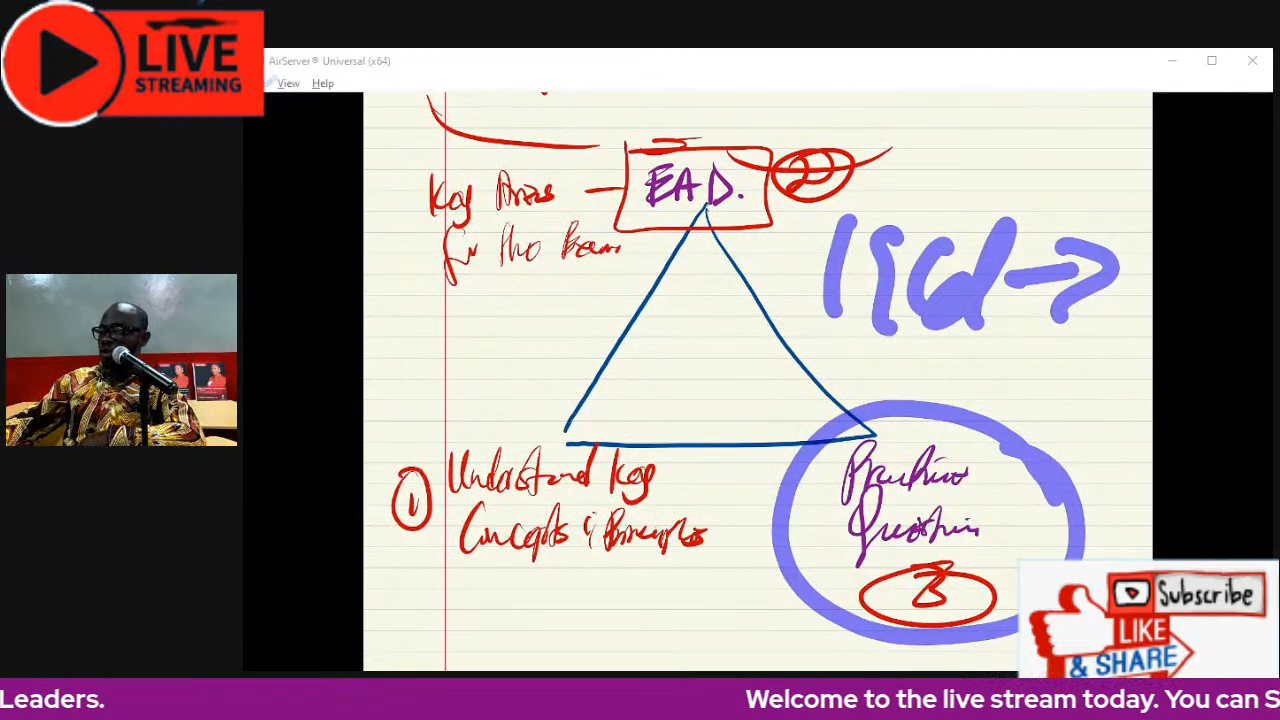 LIVE
STREAMING
AirServer® Universal (x64)
View Help
EAD.
2
Key Areas
for the Exam
1
Understand Key
Concepts & Principles
Practice
Questions
3
Subscribe
LIKE
& SHARE
Leaders.
Welcome to the live stream today. You can S